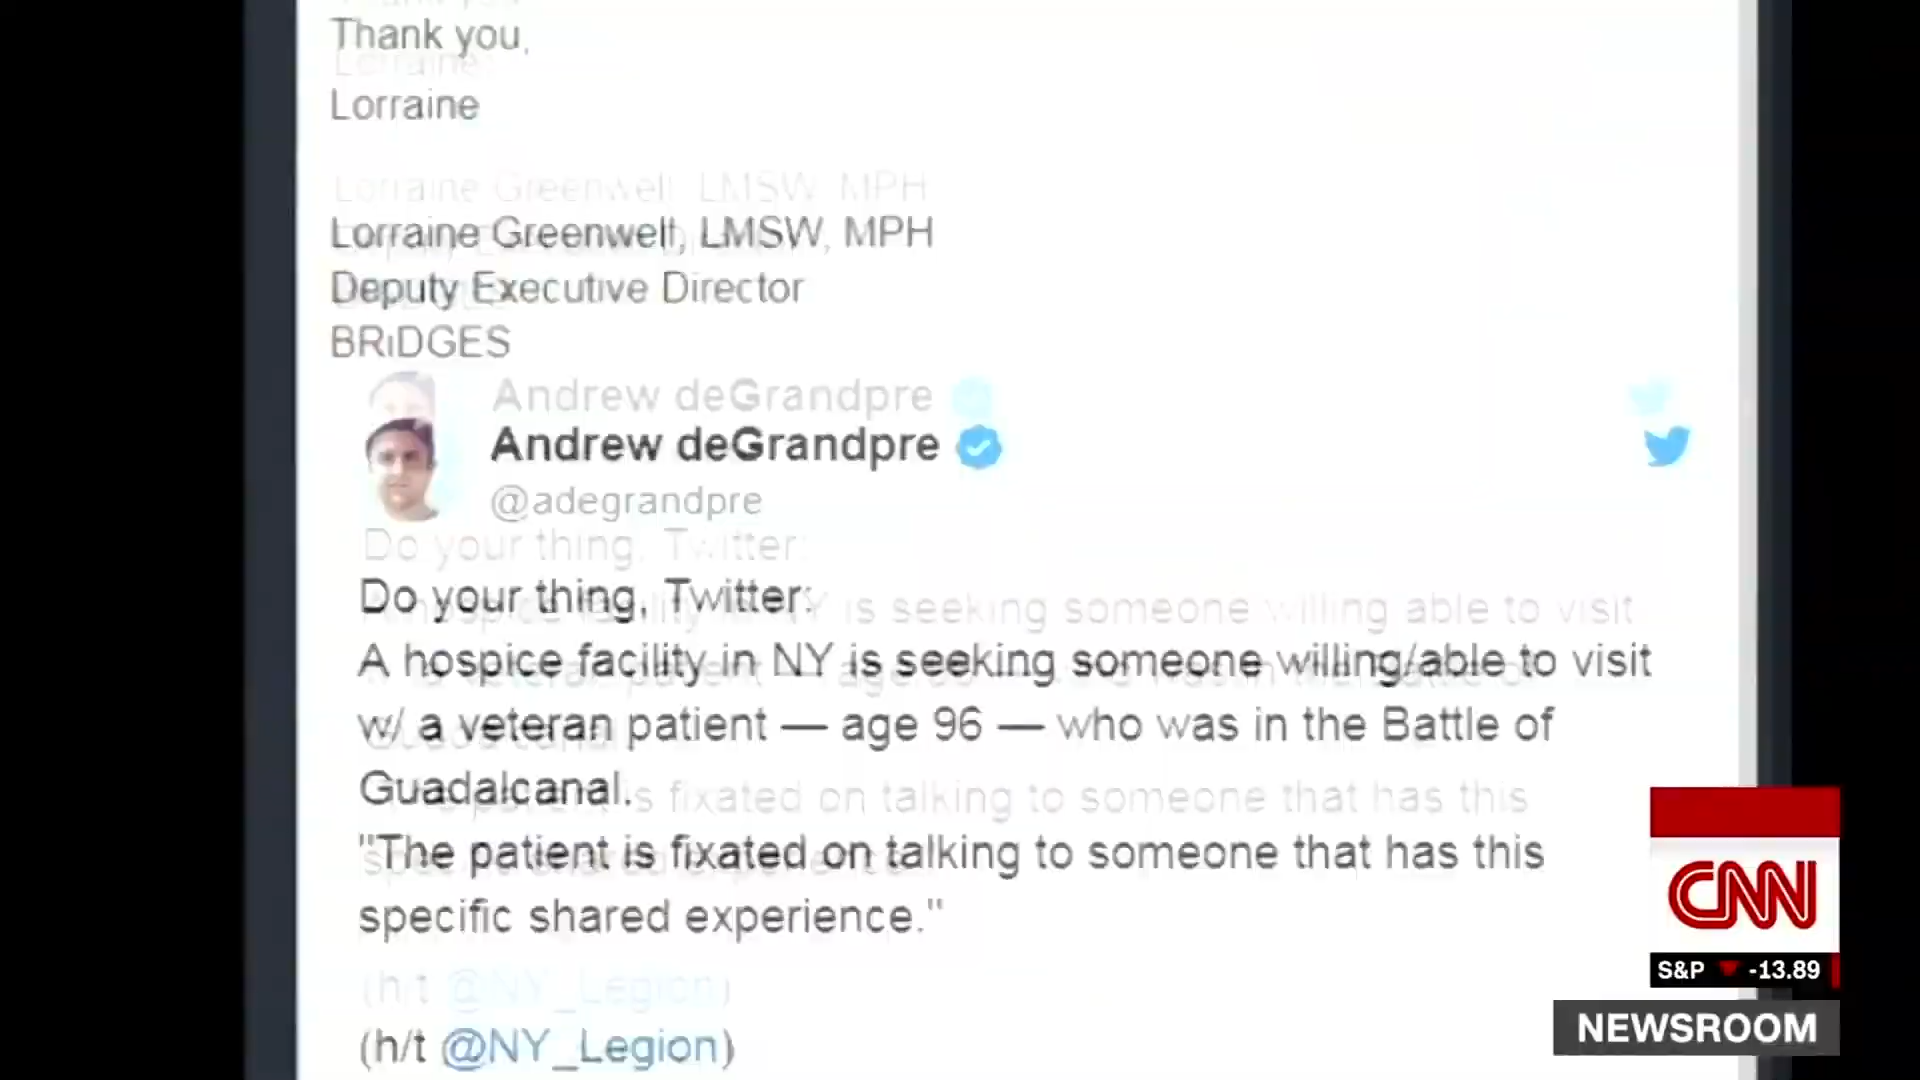 Thank you,
Lorraine
Lorraine Greenwell, LMSW, MPH
Deputy Executive Director
BRiDGES
Andrew deGrandpre
@adegrandpre
Do your thing, Twitter:
A hospice facility in NY is seeking someone willing/able to visit
w/ a veteran patient — age 96 — who was in the Battle of
Guadalcanal.
"The patient is fixated on talking to someone that has this
specific shared experience."
(h/t @NY_Legion)
CNN
S&P -13.89
NEWSROOM